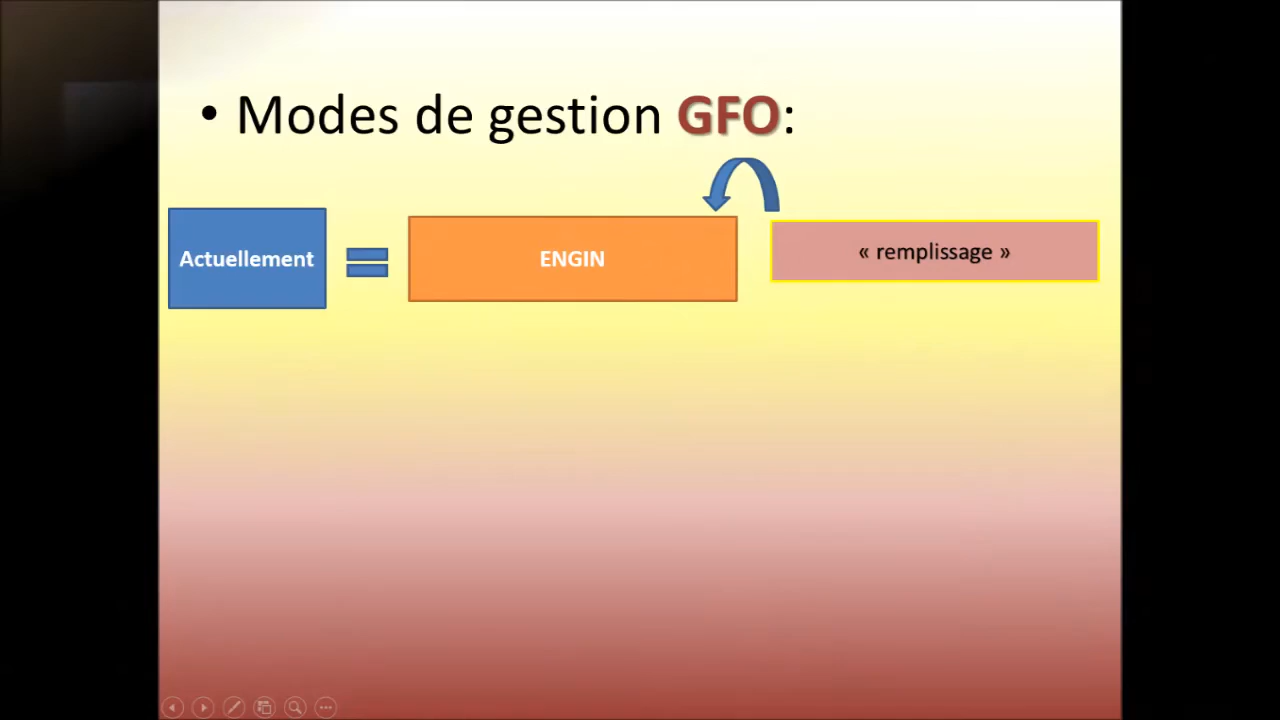 • Modes de gestion GFO:
Actuellement
ENGIN
« remplissage »